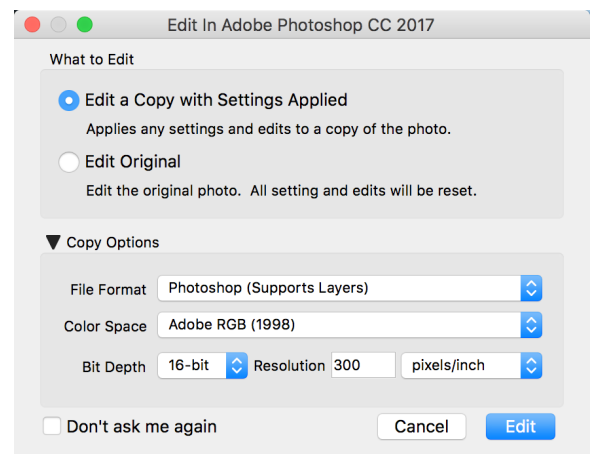 Edit In Adobe Photoshop CC 2017
What to Edit
Edit a Copy with Settings Applied
Applies any settings and edits to a copy of the photo.
Edit Original
Edit the original photo.  All setting and edits will be reset.
Copy Options
File Format Photoshop (Supports Layers)
Color Space Adobe RGB (1998)
Bit Depth 16-bit Resolution 300 pixels/inch
Don't ask me again Cancel Edit